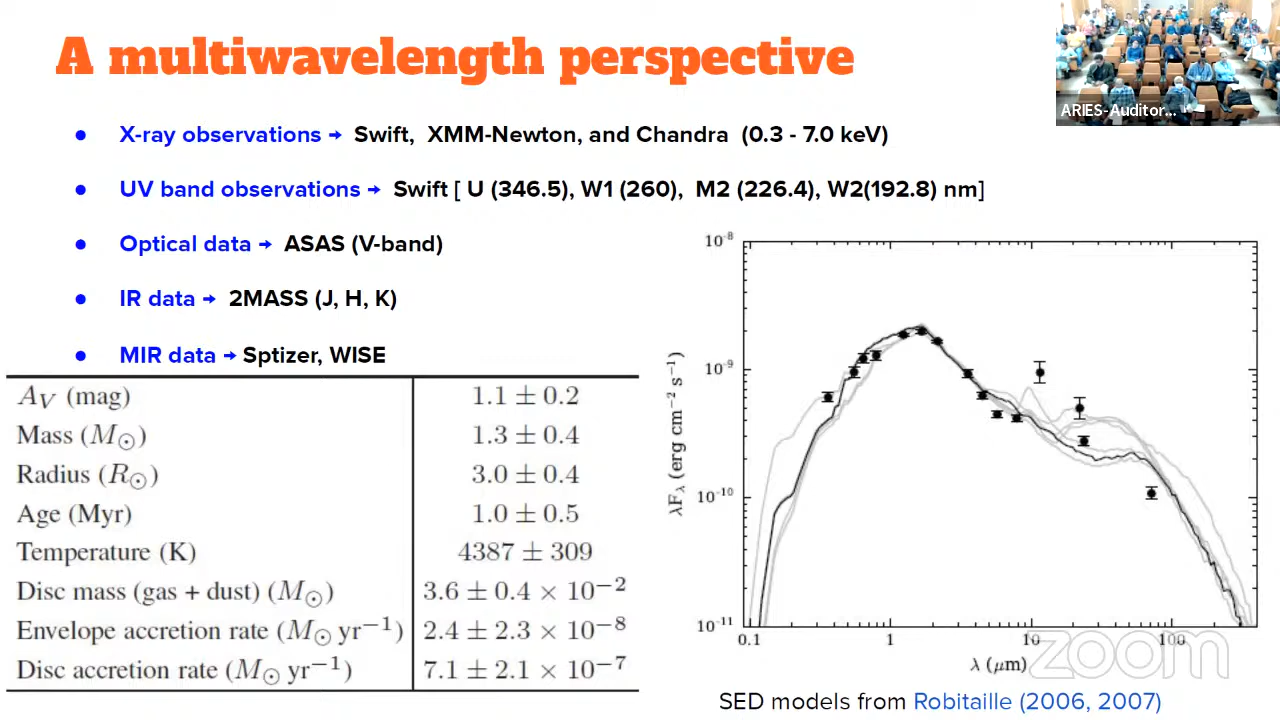 A multiwavelength perspective
ARIES-Auditor...
● X-ray observations → Swift, XMM-Newton, and Chandra (0.3 - 7.0 keV)
● UV band observations → Swift [ U (346.5), W1 (260), M2 (226.4), W2(192.8) nm]
● Optical data → ASAS (V-band)
● IR data → 2MASS (J, H, K)
● MIR data → Sptizer, WISE
A_V (mag) 1.1 ± 0.2
Mass (M⊙) 1.3 ± 0.4
Radius (R⊙) 3.0 ± 0.4
Age (Myr) 1.0 ± 0.5
Temperature (K) 4387 ± 309
Disc mass (gas + dust) (M⊙) 3.6 ± 0.4 × 10⁻²
Envelope accretion rate (M⊙ yr⁻¹) 2.4 ± 2.3 × 10⁻⁸
Disc accretion rate (M⊙ yr⁻¹) 7.1 ± 2.1 × 10⁻⁷
10⁻⁸
10⁻⁹
10⁻¹⁰
10⁻¹¹
λF_λ (erg cm⁻² s⁻¹)
0.1 1 10 100
λ (μm)
zoom
SED models from Robitaille (2006, 2007)